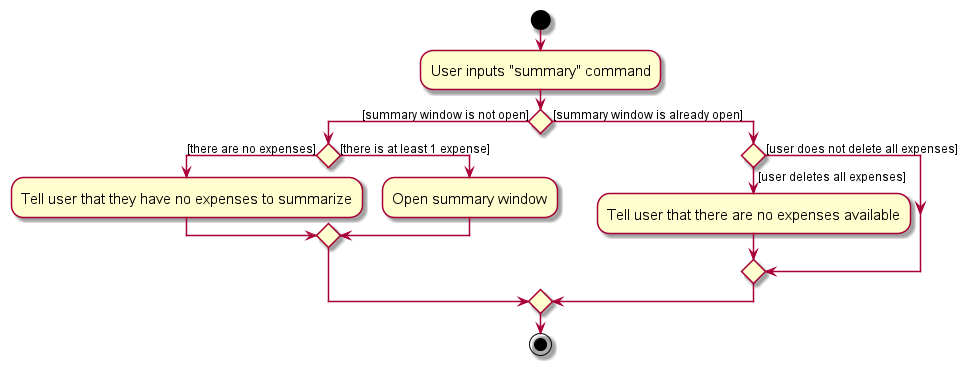 User inputs "summary" command
[summary window is not open]
[summary window is already open]
[there are no expenses]
[there is at least 1 expense]
[user does not delete all expenses]
[user deletes all expenses]
Tell user that they have no expenses to summarize
Open summary window
Tell user that there are no expenses available